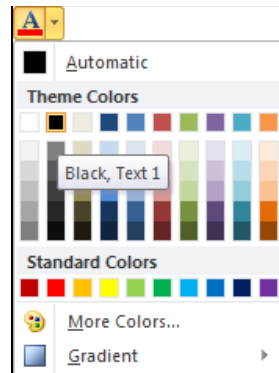 A
Automatic
Theme Colors
Black, Text 1
Standard Colors
More Colors...
Gradient